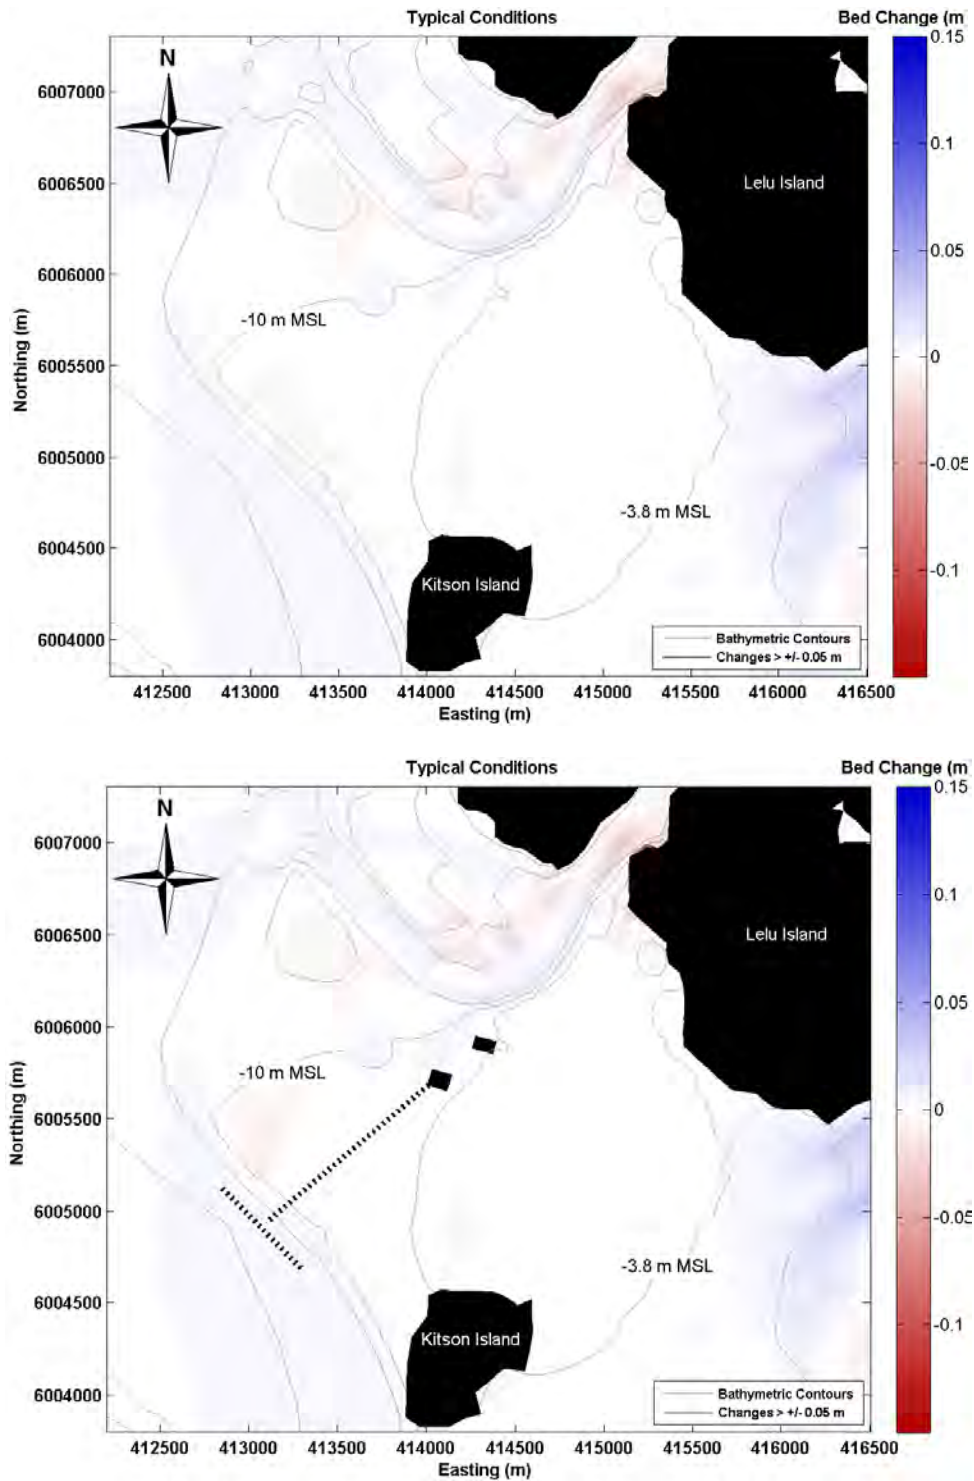 Typical Conditions
Bed Change (m
N
6007000
6006500
6006000
6005500
6005000
6004500
6004000
Northing (m)
Lelu Island
-10 m MSL
-3.8 m MSL
Kitson Island
Bathymetric Contours
Changes > +/- 0.05 m
412500 413000 413500 414000 414500 415000 415500 416000 416500
Easting (m)
0.15
0.1
0.05
0
-0.05
-0.1
Typical Conditions
Bed Change (m
N
6007000
6006500
6006000
6005500
6005000
6004500
6004000
Northing (m)
Lelu Island
-10 m MSL
-3.8 m MSL
Kitson Island
Bathymetric Contours
Changes > +/- 0.05 m
412500 413000 413500 414000 414500 415000 415500 416000 416500
Easting (m)
0.15
0.1
0.05
0
-0.05
-0.1